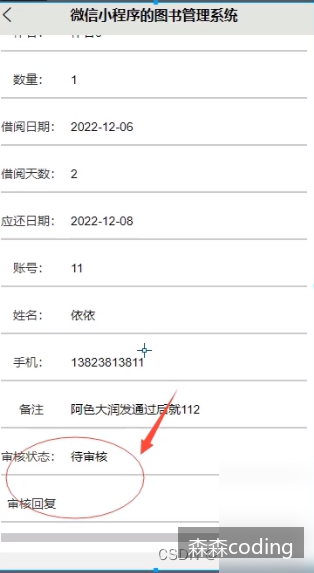 微信小程序的图书管理系统
数量： 1
借阅日期： 2022-12-06
借阅天数： 2
应还日期： 2022-12-08
账号： 11
姓名： 依依
手机： 13823813811
备注 阿色大润发通过后就112
审核状态： 待审核
审核回复
CSDN @
森森coding